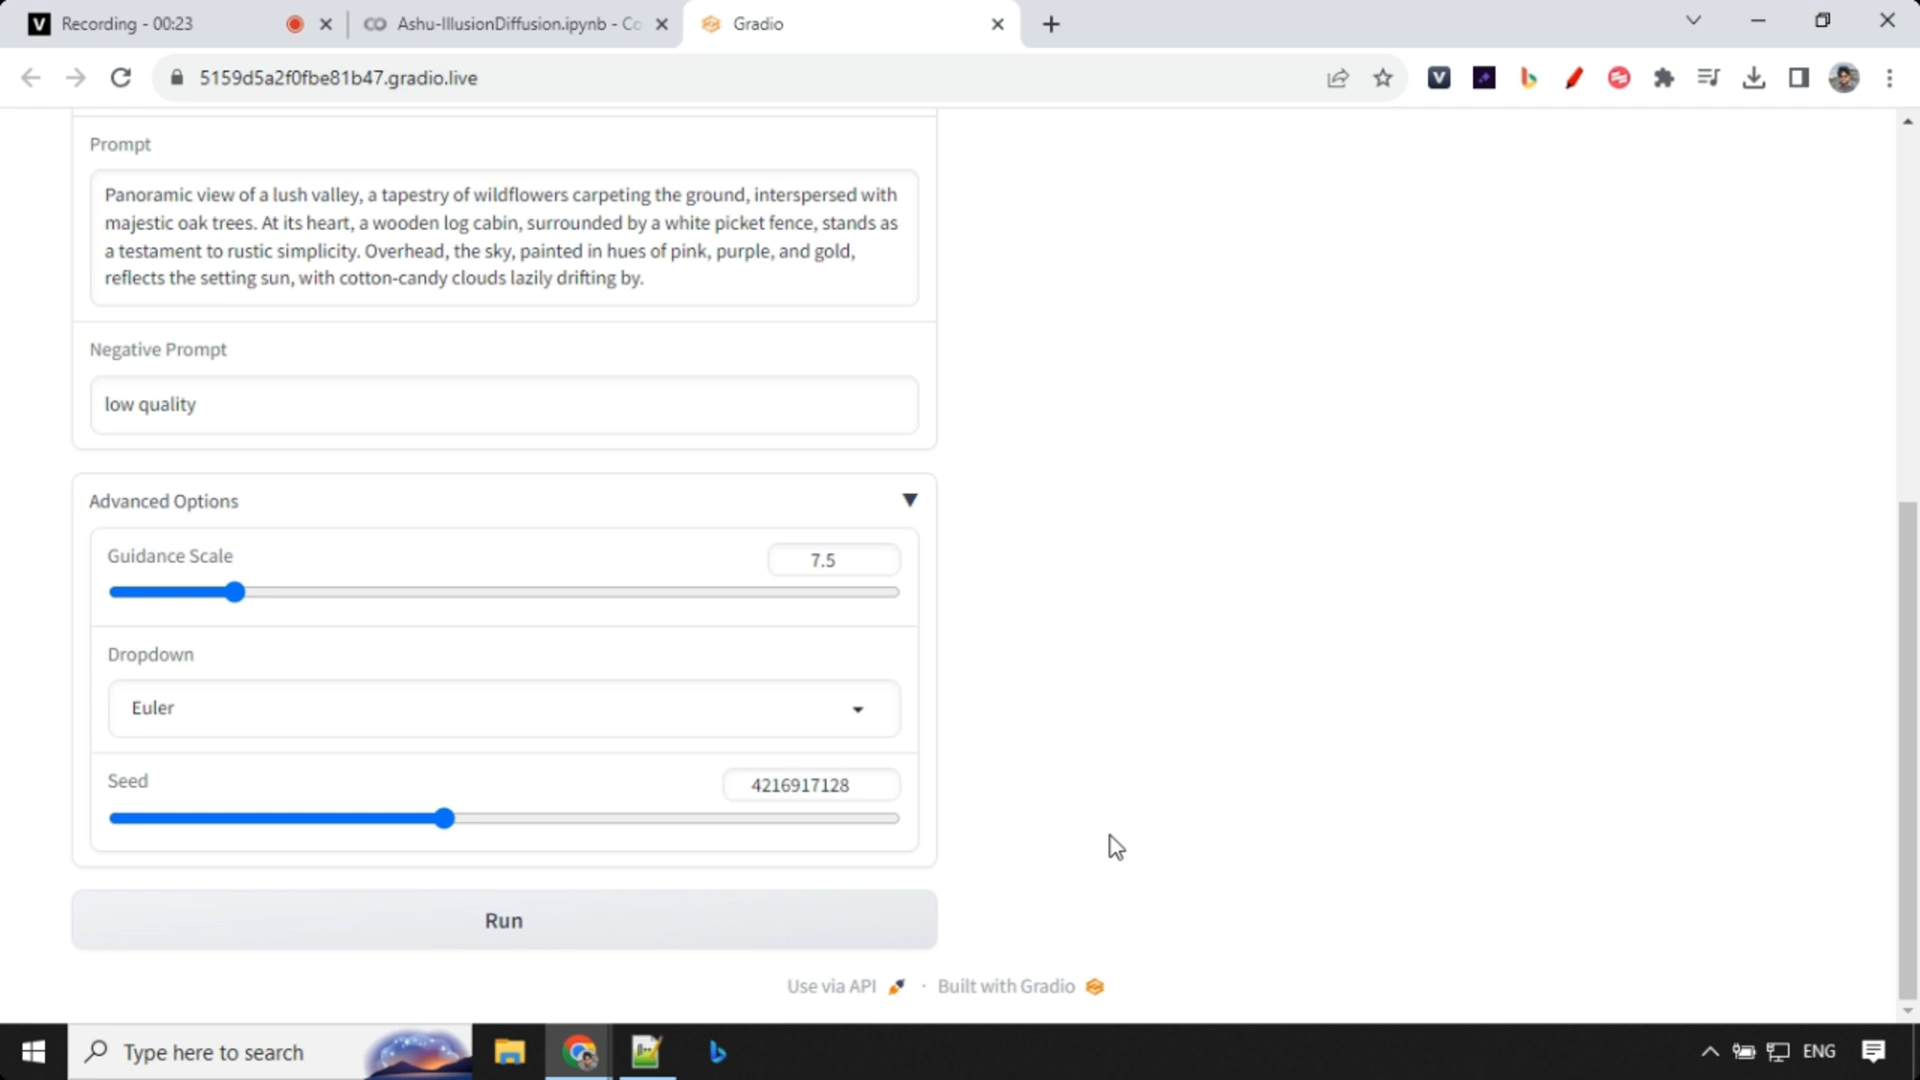 Recording - 00:23
Ashu-IllusionDiffusion.ipynb - Co
Gradio
5159d5a2f0fbe81b47.gradio.live
Prompt
Panoramic view of a lush valley, a tapestry of wildflowers carpeting the ground, interspersed with
majestic oak trees. At its heart, a wooden log cabin, surrounded by a white picket fence, stands as
a testament to rustic simplicity. Overhead, the sky, painted in hues of pink, purple, and gold,
reflects the setting sun, with cotton-candy clouds lazily drifting by.
Negative Prompt
low quality
Advanced Options
Guidance Scale
7.5
Dropdown
Euler
Seed
4216917128
Run
Use via API
· Built with Gradio
Type here to search
ENG